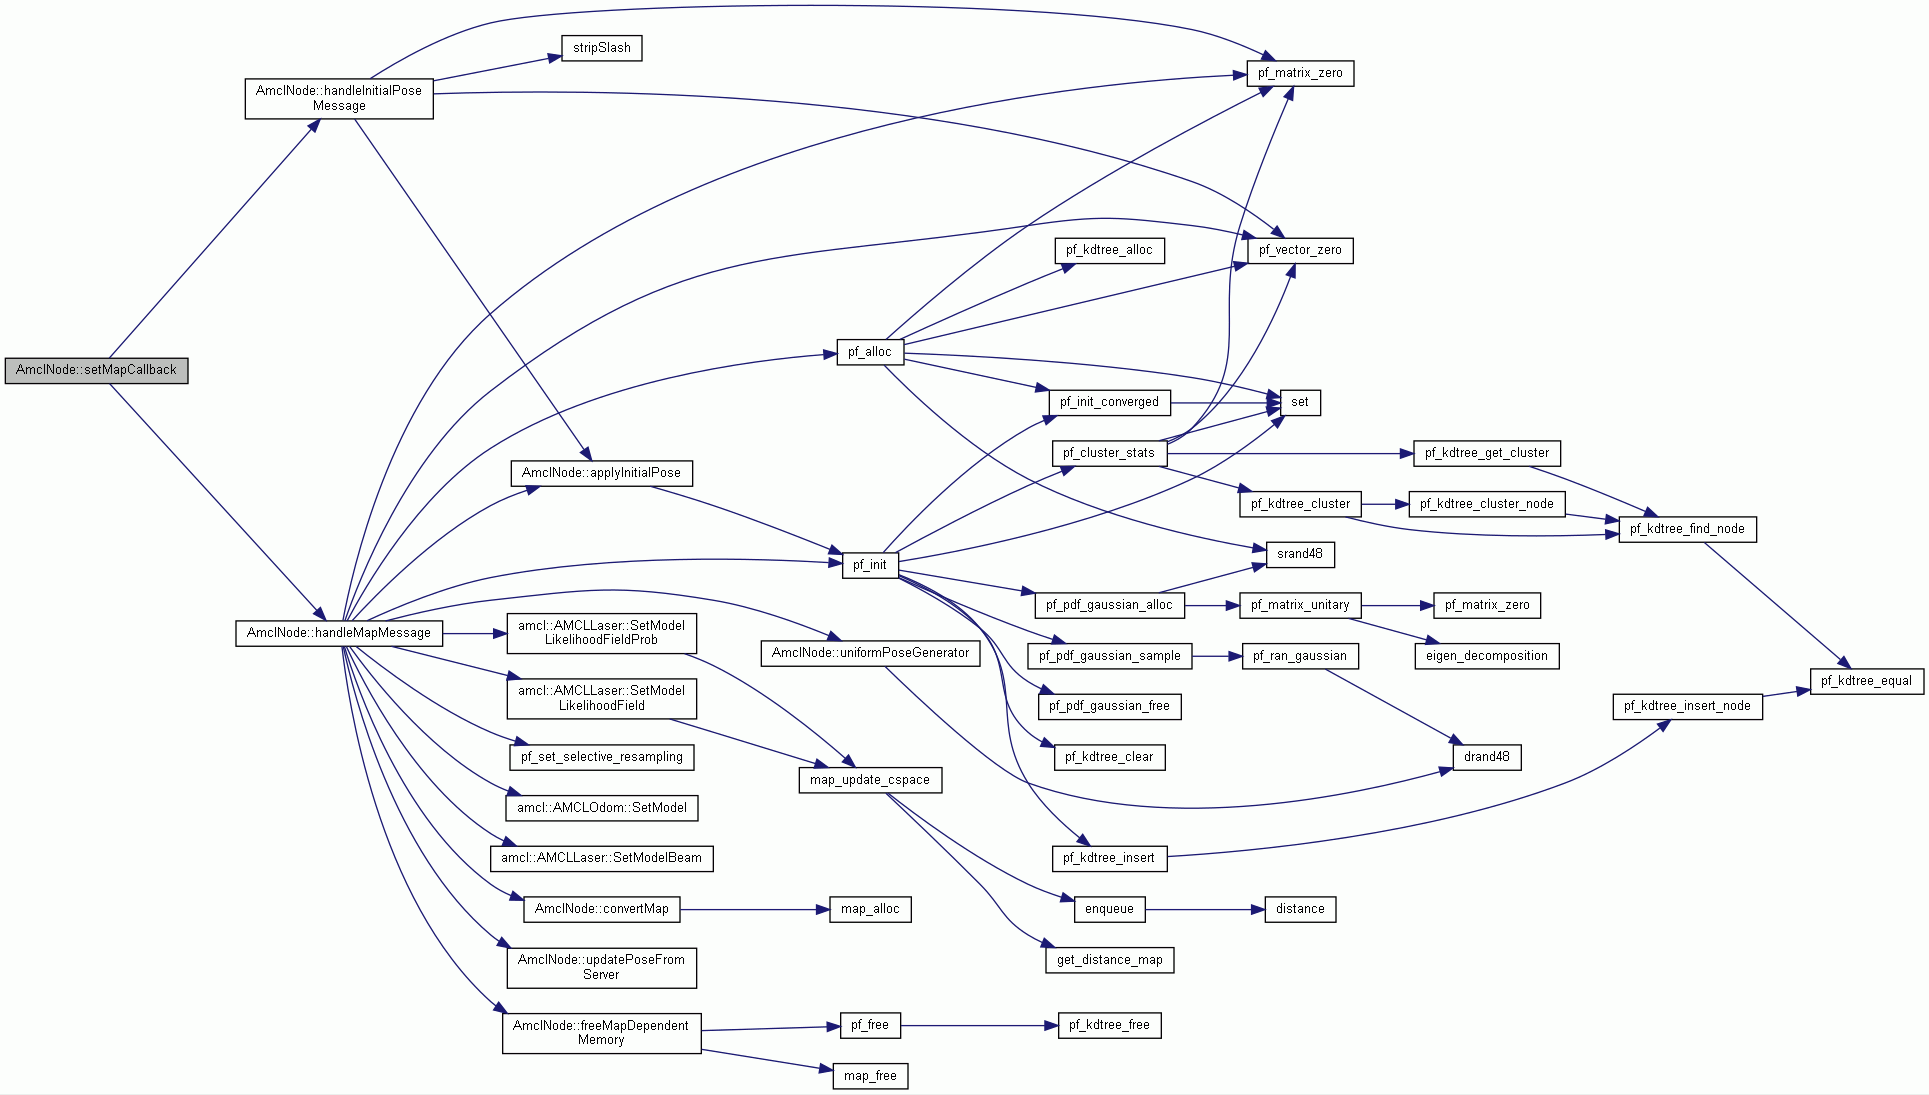 AmclNode::setMapCallback
AmclNode::handleInitialPose
Message
stripSlash
pf_matrix_zero
pf_vector_zero
pf_kdtree_alloc
pf_alloc
pf_init_converged
set
pf_cluster_stats
pf_kdtree_get_cluster
AmclNode::applyInitialPose
pf_kdtree_cluster
pf_kdtree_cluster_node
pf_kdtree_find_node
srand48
pf_init
pf_pdf_gaussian_alloc
pf_matrix_unitary
pf_matrix_zero
AmclNode::handleMapMessage
amcl::AMCLLaser::SetModel
LikelihoodFieldProb
AmclNode::uniformPoseGenerator
pf_pdf_gaussian_sample
pf_ran_gaussian
eigen_decomposition
pf_kdtree_equal
amcl::AMCLLaser::SetModel
LikelihoodField
pf_pdf_gaussian_free
pf_kdtree_insert_node
pf_set_selective_resampling
pf_kdtree_clear
drand48
map_update_cspace
amcl::AMCLOdom::SetModel
amcl::AMCLLaser::SetModelBeam
pf_kdtree_insert
AmclNode::convertMap
map_alloc
enqueue
distance
AmclNode::updatePoseFrom
Server
get_distance_map
AmclNode::freeMapDependent
Memory
pf_free
pf_kdtree_free
map_free